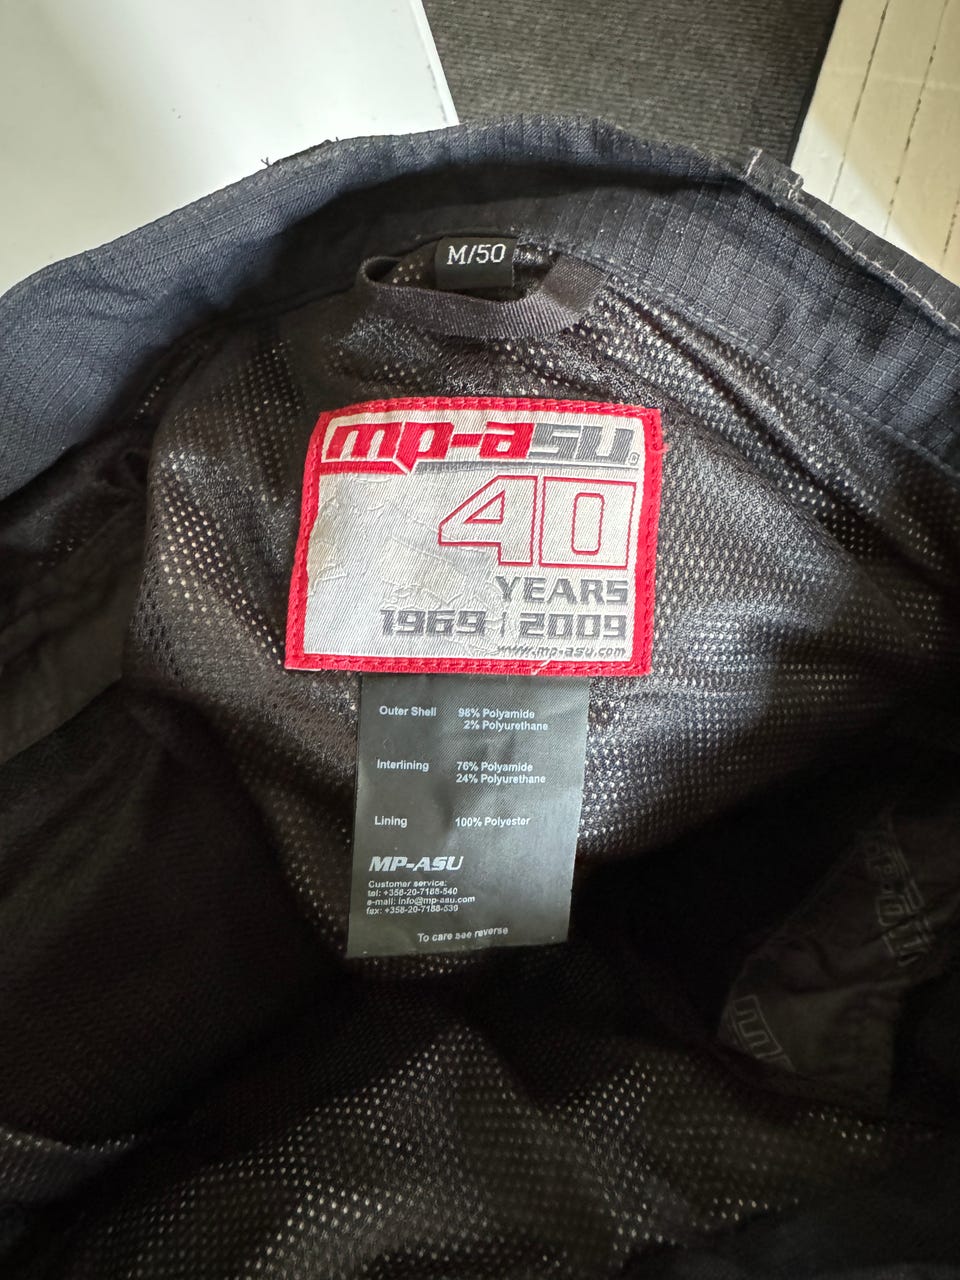 M/50
mp-asu®
40
YEARS
1969 | 2009
www.mp-asu.com
Outer Shell 98% Polyamide
2% Polyurethane
Interlining 76% Polyamide
24% Polyurethane
Lining 100% Polyester
MP-ASU
Customer service:
tel: +358-20-7188-540
e-mail: info@mp-asu.com
fax: +358-20-7188-539
To care see reverse